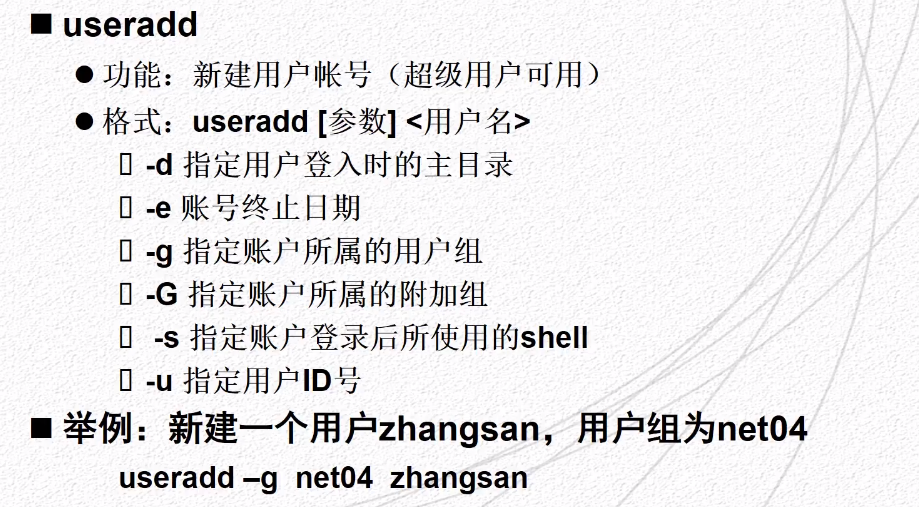 ■ useradd
● 功能：新建用户帐号（超级用户可用）
● 格式：useradd [参数] <用户名>
▯ -d 指定用户登入时的主目录
▯ -e 账号终止日期
▯ -g 指定账户所属的用户组
▯ -G 指定账户所属的附加组
▯ -s 指定账户登录后所使用的shell
▯ -u 指定用户ID号
■ 举例：新建一个用户zhangsan，用户组为net04
useradd –g net04 zhangsan